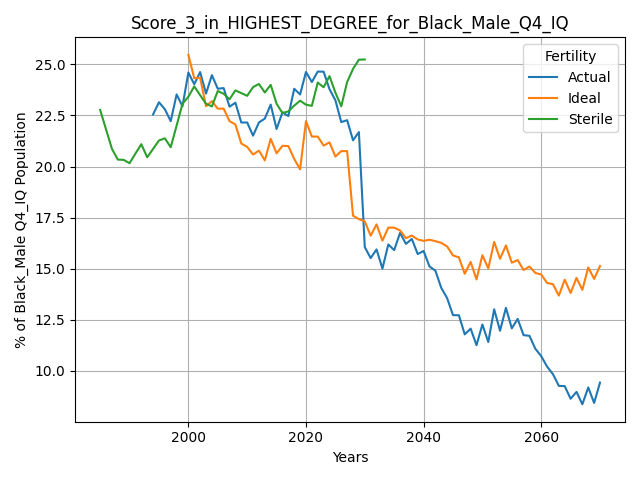 Score_3_in_HIGHEST_DEGREE_for_Black_Male_Q4_IQ
Fertility
Actual
Ideal
Sterile
% of Black_Male Q4_IQ Population
25.0
22.5
20.0
17.5
15.0
12.5
10.0
2000
2020
2040
2060
Years